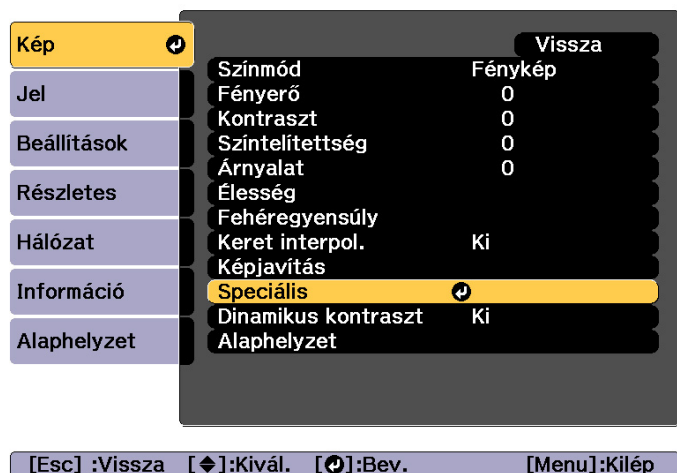 Kép
Jel
Beállítások
Részletes
Hálózat
Információ
Alaphelyzet
Vissza
Színmód Fénykép
Fényerő 0
Kontraszt 0
Színtelítettség 0
Árnyalat 0
Élesség
Fehéregyensúly
Keret interpol. Ki
Képjavítás
Speciális
Dinamikus kontraszt Ki
Alaphelyzet
[Esc] :Vissza [◆]:Kivál. [↵]:Bev. [Menu]:Kilép